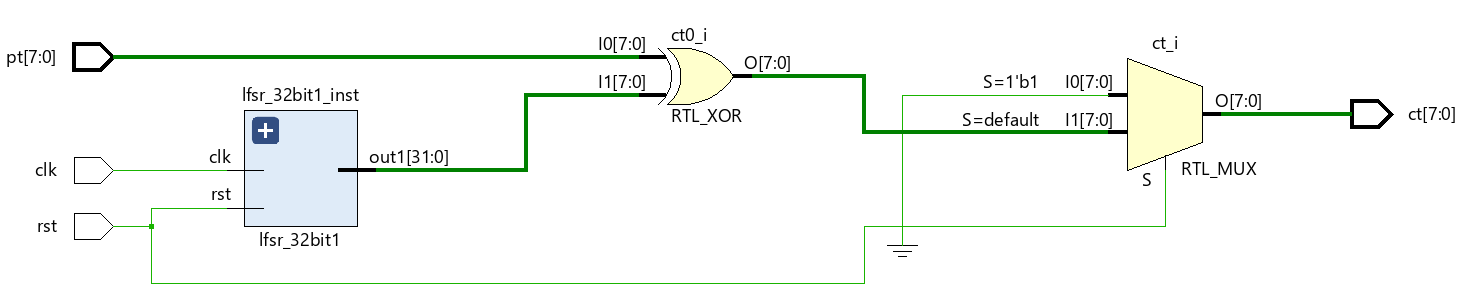 pt[7:0]
clk
rst
lfsr_32bit1_inst
clk
rst
out1[31:0]
lfsr_32bit1
I0[7:0]
I1[7:0]
ct0_i
O[7:0]
RTL_XOR
S=1'b1
S=default
I0[7:0]
I1[7:0]
ct_i
O[7:0]
S
RTL_MUX
ct[7:0]